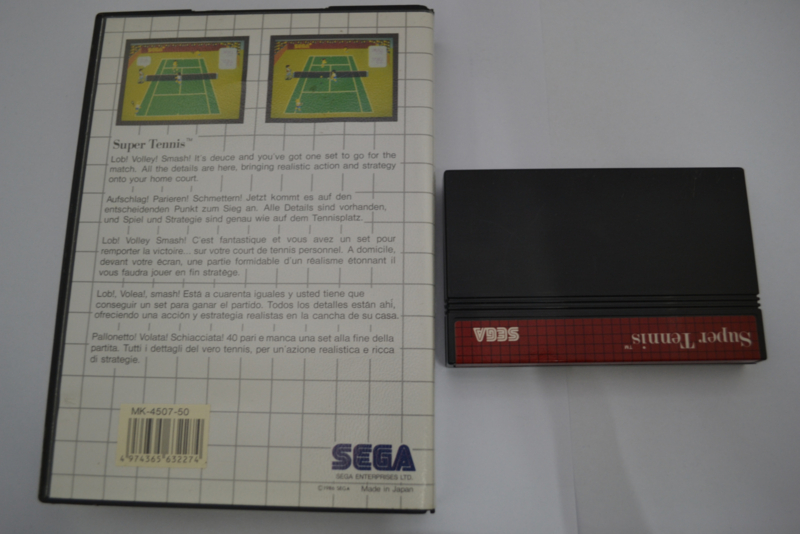 Super Tennis™
Lob! Volley! Smash! It's deuce and you've got one set to go for the
match. All the details are here, bringing realistic action and strategy
onto your home court.
Aufschlag! Parieren! Schmettern! Jetzt kommt es auf den
entscheidenden Punkt zum Sieg an. Alle Details sind vorhanden,
und Spiel und Strategie sind genau wie auf dem Tennisplatz.
Lob! Volley Smash! C'est fantastique et vous avez un set pour
remporter la victoire... sur votre court de tennis personnel. A domicile,
devant votre écran, une partie formidable d'un réalisme étonnant il
vous faudra jouer en fin stratége.
Lob!, Volea!, smash! Está a cuarenta iguales y usted tiene que
conseguir un set para ganar el partido. Todos los detalles están ahí,
ofreciendo una acción y estrategia realistas en la cancha de su casa.
Pallonetto! Volata! Schiacciata! 40 pari e manca una set alla fine della
partita. Tutti i dettagli del vero tennis, per un'azione realistica e ricca
di strategie.
MK-4507-50
4 974365 632274
SEGA
SEGA ENTERPRISES LTD.
Made in Japan
SEGA
Super Tennis™